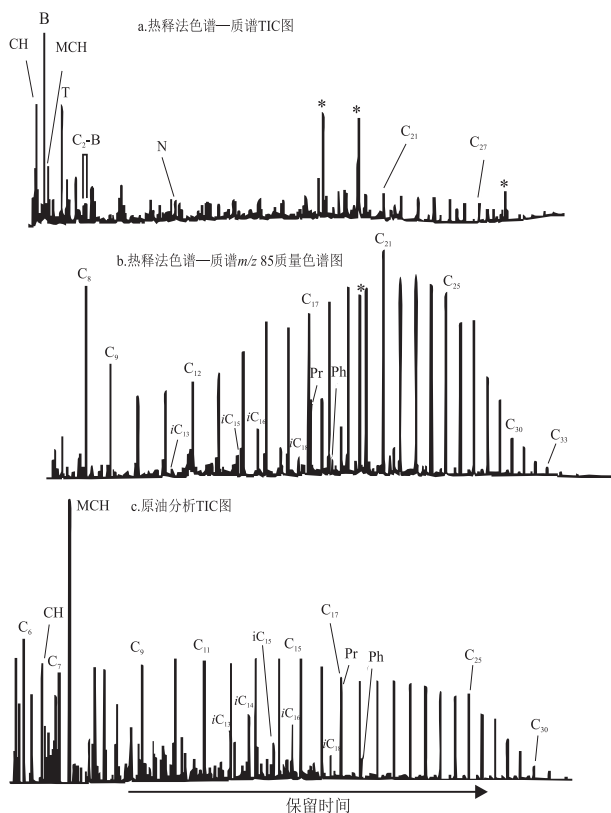 a.热释法色谱—质谱TIC图
B
CH
MCH
T
C₂-B
N
*
*
C₂₁
C₂₇
*
b.热释法色谱—质谱m/z 85质量色谱图
C₈
C₉
C₁₂
iC₁₃
iC₁₅
iC₁₆
iC₁₈
C₁₇
Pr
Ph
*
C₂₁
C₂₅
C₃₀
C₃₃
c.原油分析TIC图
MCH
C₆
CH
C₇
C₉
C₁₁
iC₁₃
iC₁₄
iC₁₅
C₁₅
iC₁₆
iC₁₈
C₁₇
Pr
Ph
C₂₅
C₃₀
保留时间